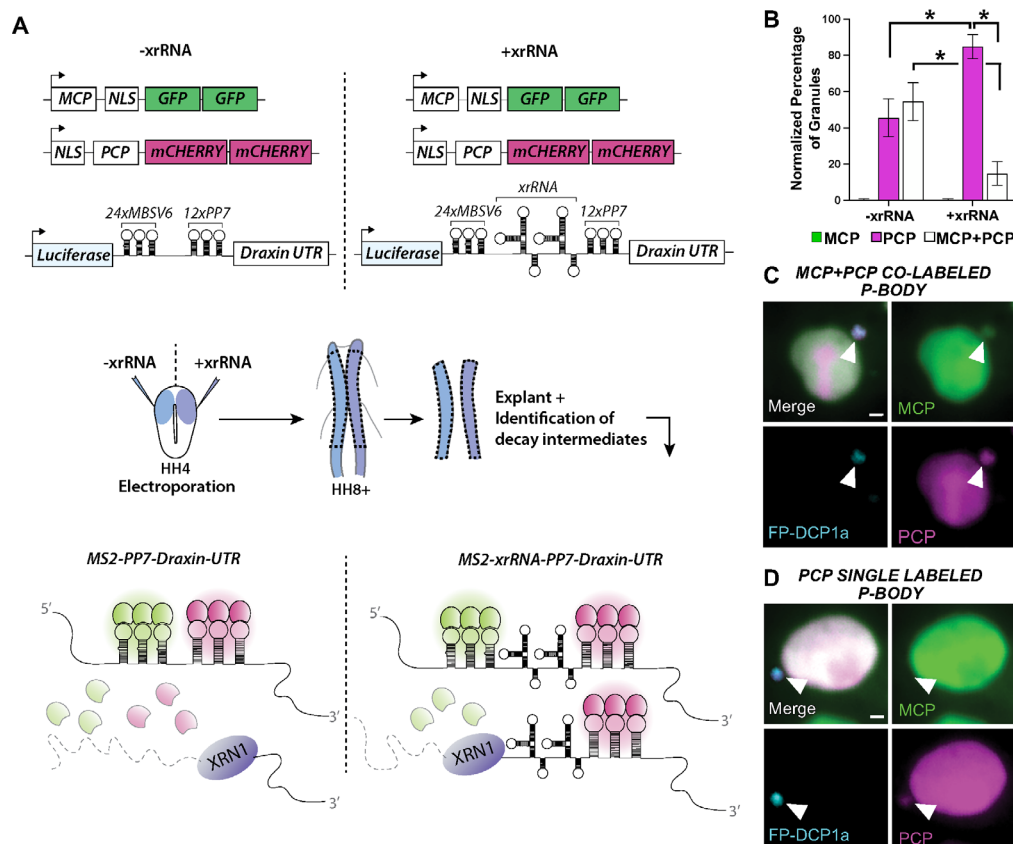 A
-xrRNA
+xrRNA
MCP NLS GFP GFP
MCP NLS GFP GFP
NLS PCP mCHERRY mCHERRY
NLS PCP mCHERRY mCHERRY
xrRNA
24xMBSV6 12xPP7
24xMBSV6 12xPP7
Luciferase Draxin UTR
Luciferase Draxin UTR
-xrRNA +xrRNA
HH4
Electroporation
HH8+
Explant +
Identification of
decay intermediates
MS2-PP7-Draxin-UTR
5′
3′
XRN1
3′
MS2-xrRNA-PP7-Draxin-UTR
5′
3′
XRN1
3′
B
Normalized Percentage
of Granules
100
80
60
40
20
0
* *
*
-xrRNA +xrRNA
MCP PCP MCP+PCP
C
MCP+PCP CO-LABELED
P-BODY
Merge MCP
FP-DCP1a PCP
D
PCP SINGLE LABELED
P-BODY
Merge MCP
FP-DCP1a PCP